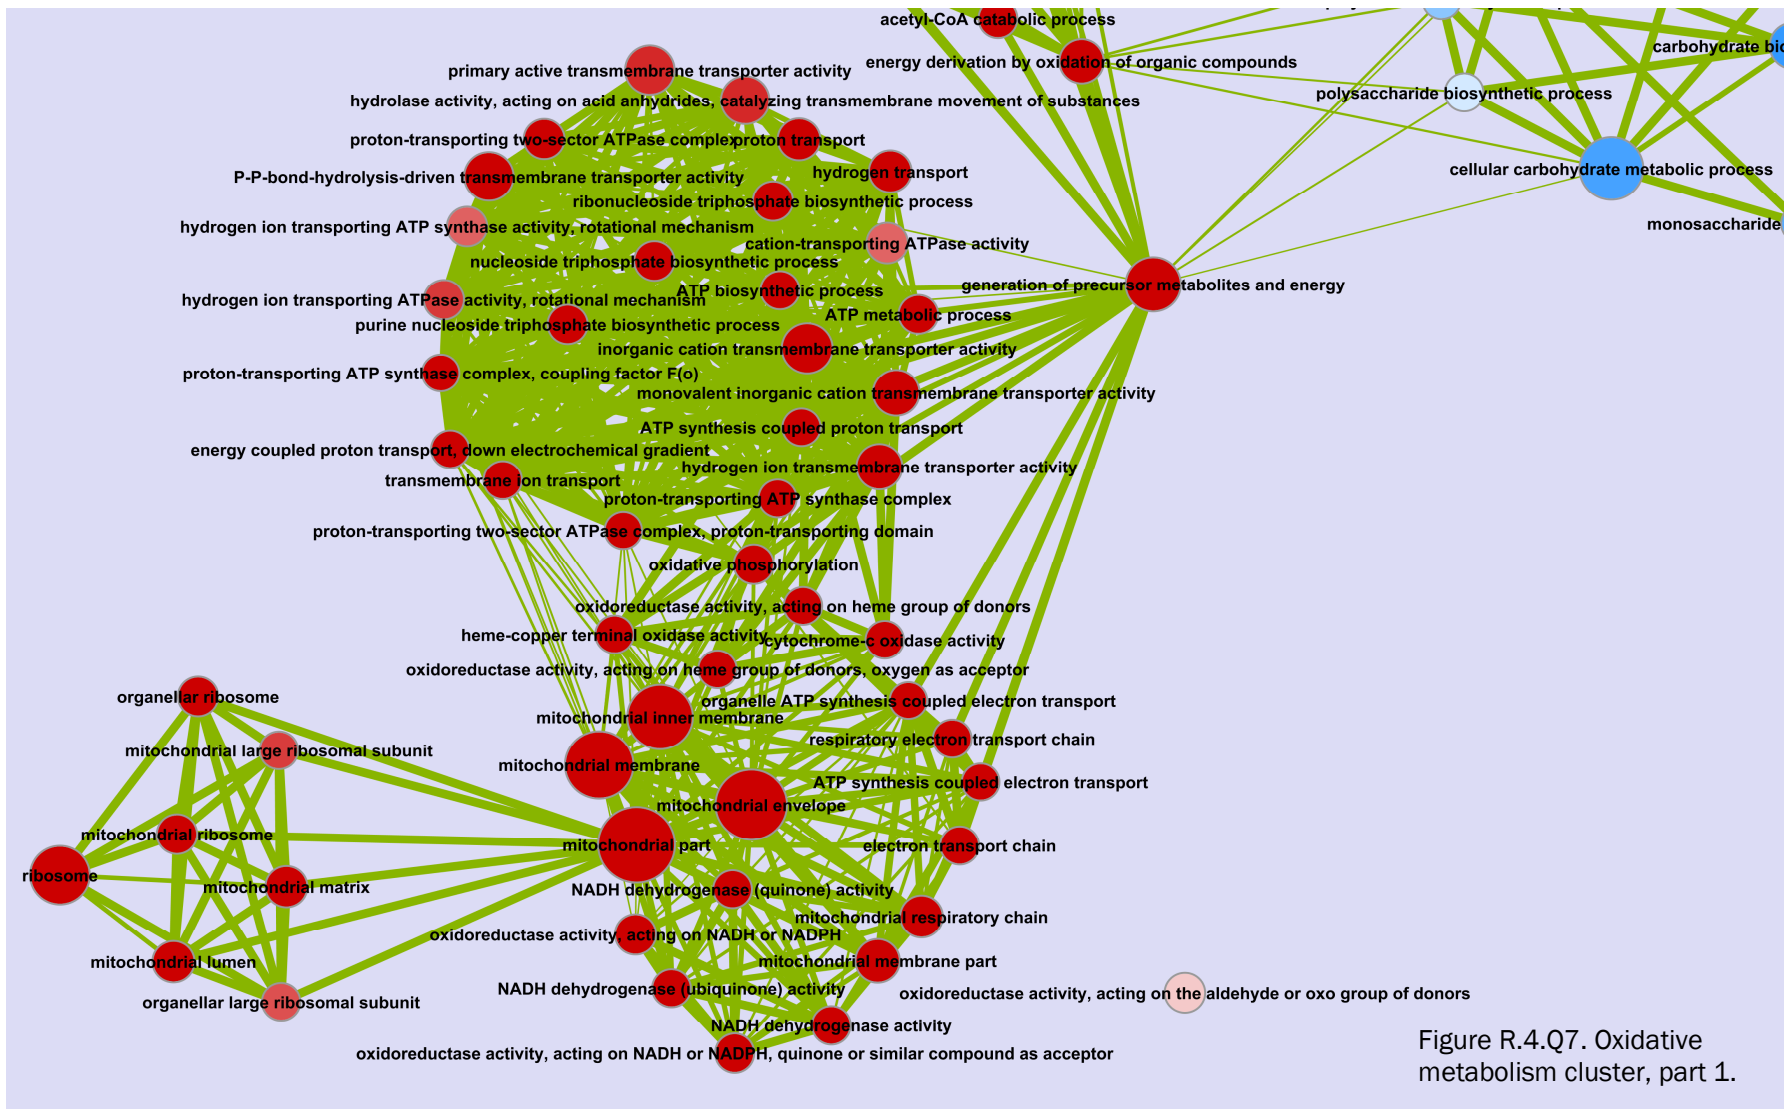 acetyl-CoA catabolic process
carbohydrate bio
energy derivation by oxidation of organic compounds
primary active transmembrane transporter activity
polysaccharide biosynthetic process
hydrolase activity, acting on acid anhydrides, catalyzing transmembrane movement of substances
proton-transporting two-sector ATPase complex
proton transport
cellular carbohydrate metabolic process
hydrogen transport
P-P-bond-hydrolysis-driven transmembrane transporter activity
ribonucleoside triphosphate biosynthetic process
monosaccharide
hydrogen ion transporting ATP synthase activity, rotational mechanism
cation-transporting ATPase activity
nucleoside triphosphate biosynthetic process
generation of precursor metabolites and energy
ATP biosynthetic process
hydrogen ion transporting ATPase activity, rotational mechanism
ATP metabolic process
purine nucleoside triphosphate biosynthetic process
inorganic cation transmembrane transporter activity
proton-transporting ATP synthase complex, coupling factor F(o)
monovalent inorganic cation transmembrane transporter activity
ATP synthesis coupled proton transport
energy coupled proton transport, down electrochemical gradient
hydrogen ion transmembrane transporter activity
transmembrane ion transport
proton-transporting ATP synthase complex
proton-transporting two-sector ATPase complex, proton-transporting domain
oxidative phosphorylation
oxidoreductase activity, acting on heme group of donors
heme-copper terminal oxidase activity
cytochrome-c oxidase activity
oxidoreductase activity, acting on heme group of donors, oxygen as acceptor
organellar ribosome
organelle ATP synthesis coupled electron transport
mitochondrial inner membrane
respiratory electron transport chain
mitochondrial large ribosomal subunit
mitochondrial membrane
ATP synthesis coupled electron transport
mitochondrial envelope
mitochondrial ribosome
mitochondrial part
electron transport chain
ribosome
mitochondrial matrix
NADH dehydrogenase (quinone) activity
mitochondrial respiratory chain
oxidoreductase activity, acting on NADH or NADPH
mitochondrial lumen
mitochondrial membrane part
NADH dehydrogenase (ubiquinone) activity
oxidoreductase activity, acting on the aldehyde or oxo group of donors
organellar large ribosomal subunit
NADH dehydrogenase activity
oxidoreductase activity, acting on NADH or NADPH, quinone or similar compound as acceptor
Figure R.4.Q7. Oxidative
metabolism cluster, part 1.